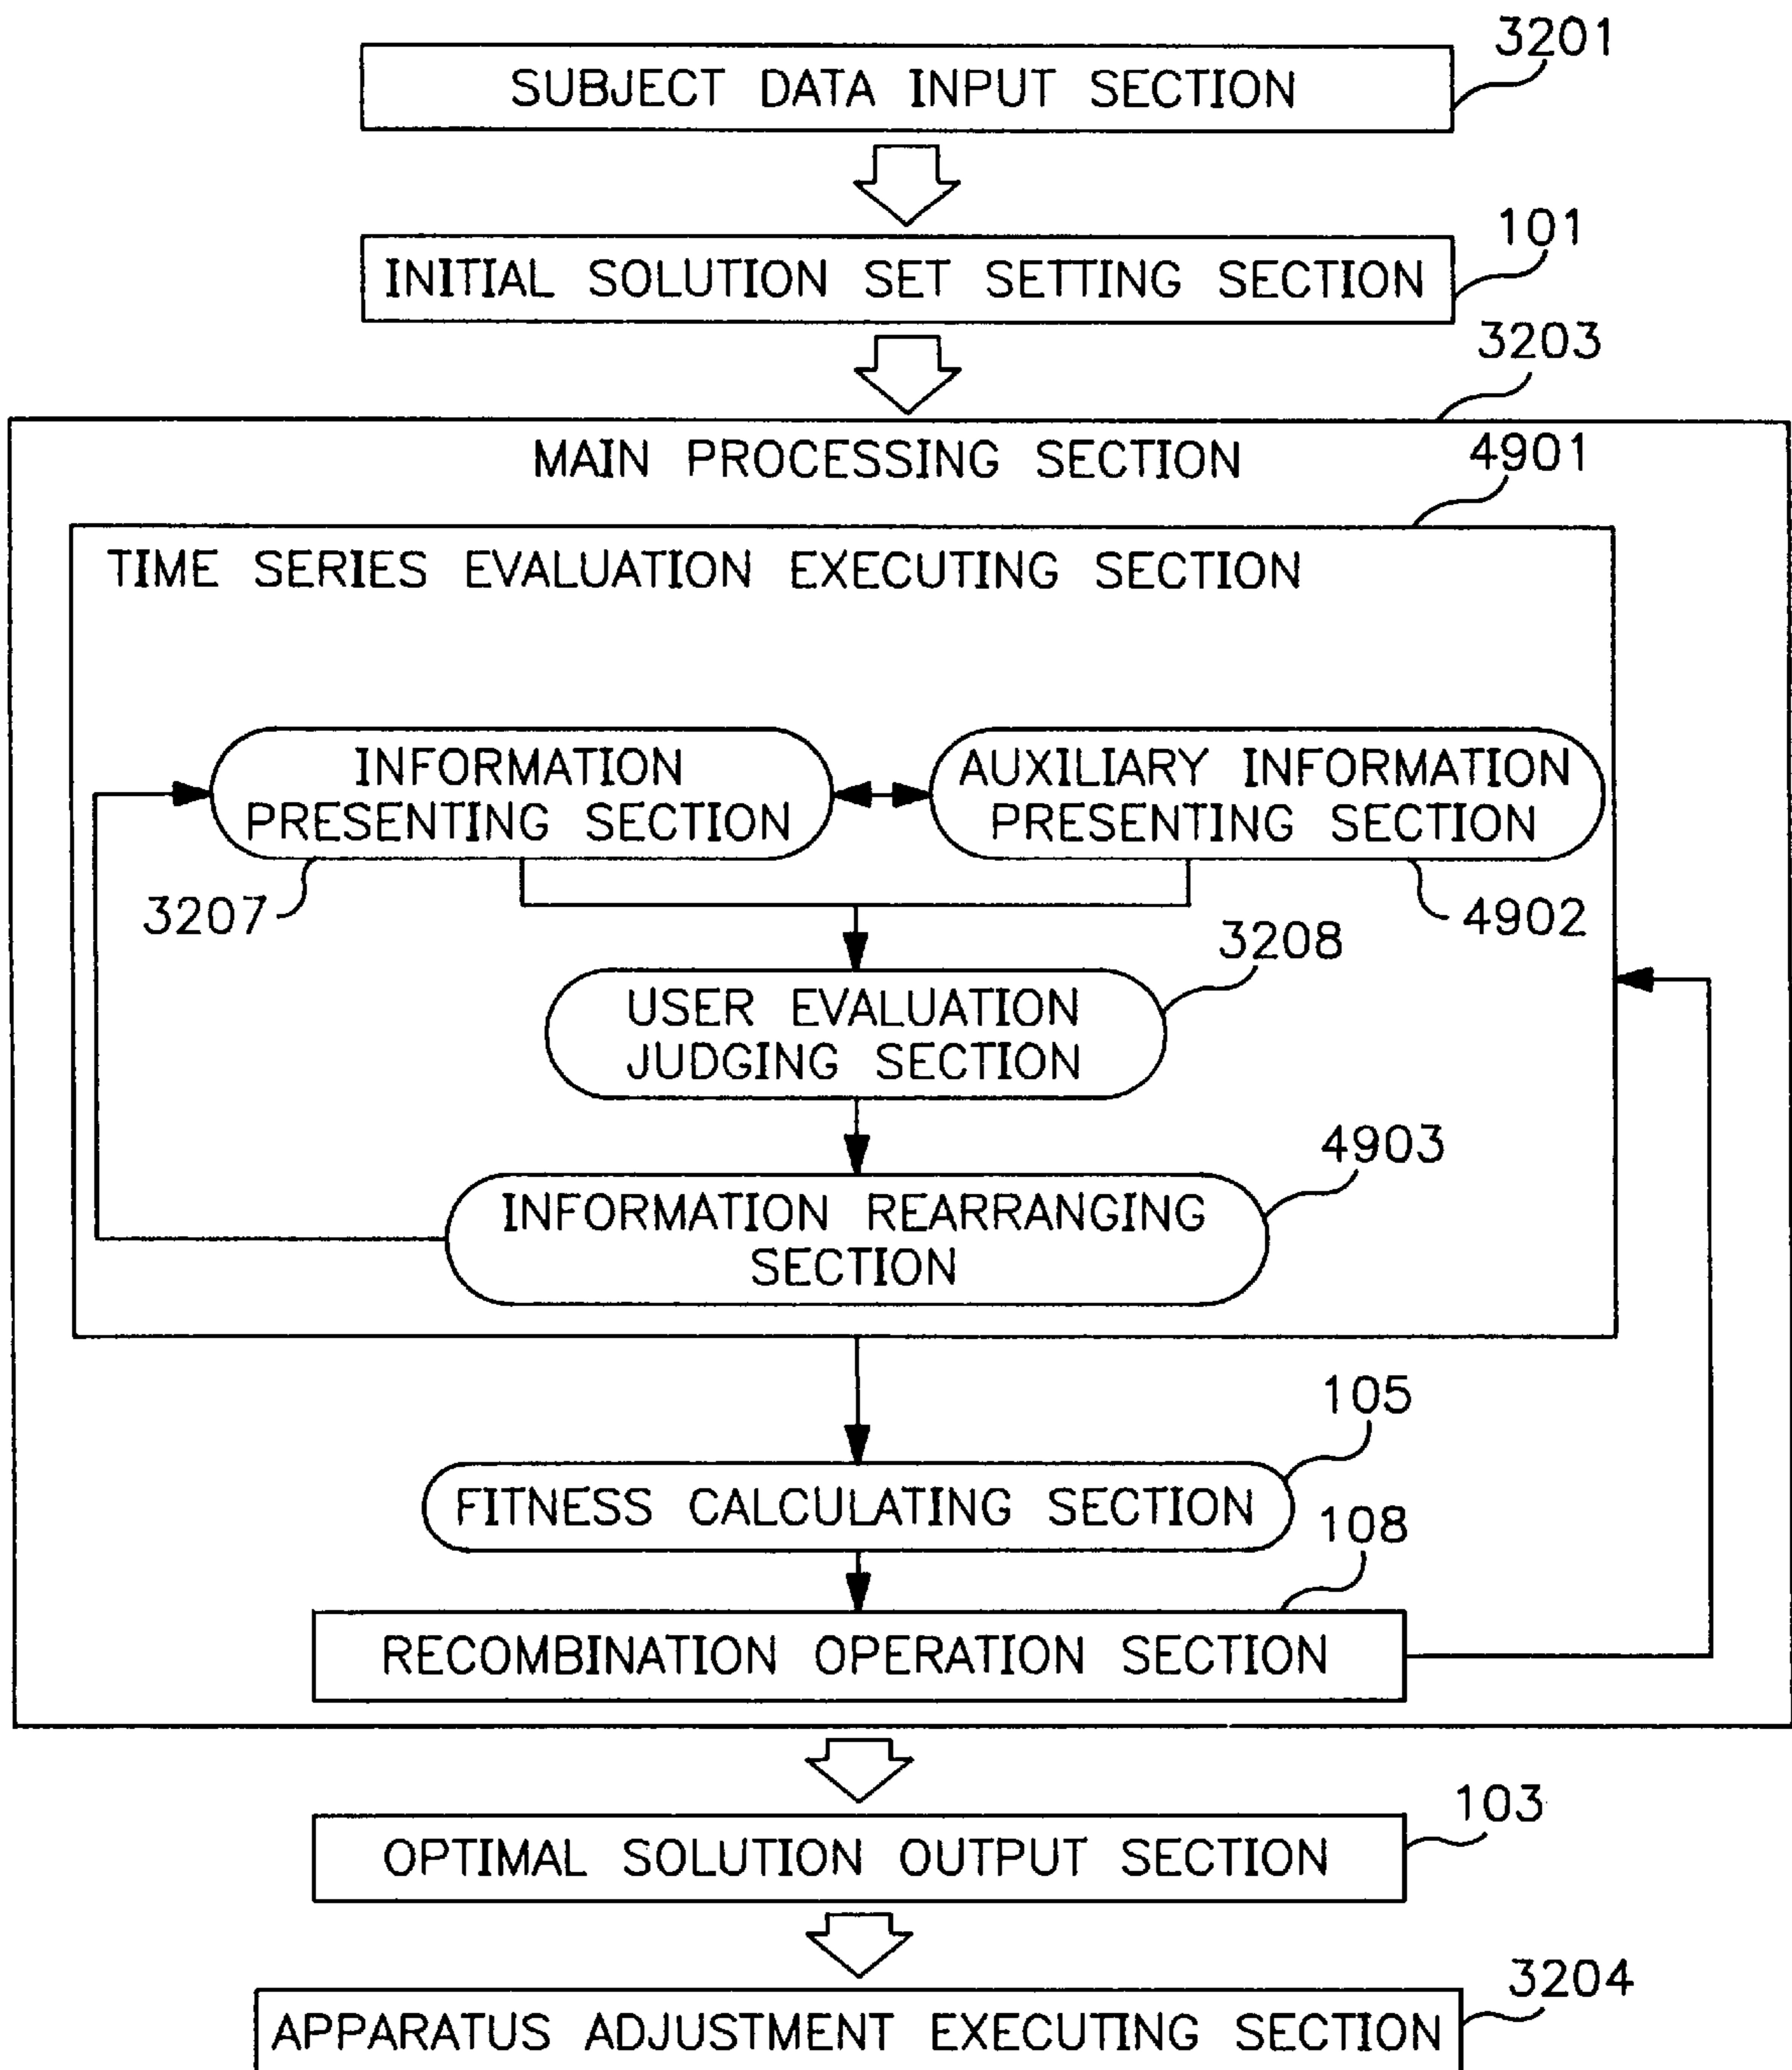 3201
SUBJECT DATA INPUT SECTION
101
INITIAL SOLUTION SET SETTING SECTION
3203
MAIN PROCESSING SECTION
4901
TIME SERIES EVALUATION EXECUTING SECTION
INFORMATION
PRESENTING SECTION
AUXILIARY INFORMATION
PRESENTING SECTION
3207
4902
3208
USER EVALUATION
JUDGING SECTION
4903
INFORMATION REARRANGING
SECTION
105
FITNESS CALCULATING SECTION
108
RECOMBINATION OPERATION SECTION
103
OPTIMAL SOLUTION OUTPUT SECTION
3204
APPARATUS ADJUSTMENT EXECUTING SECTION